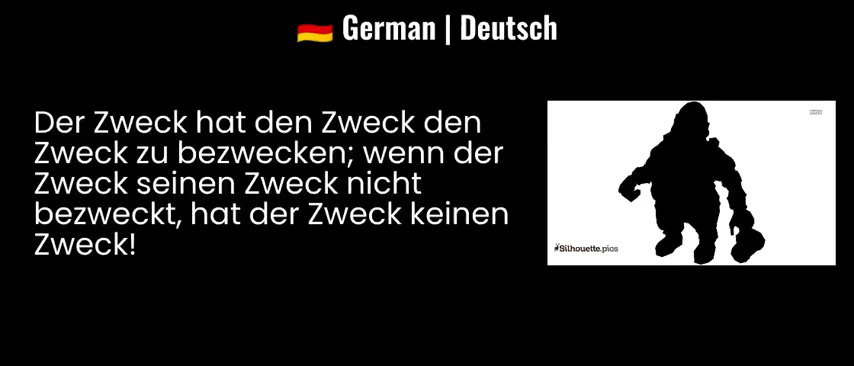 German | Deutsch
Der Zweck hat den Zweck den
Zweck zu bezwecken; wenn der
Zweck seinen Zweck nicht
bezweckt, hat der Zweck keinen
Zweck!
Silhouette.pics